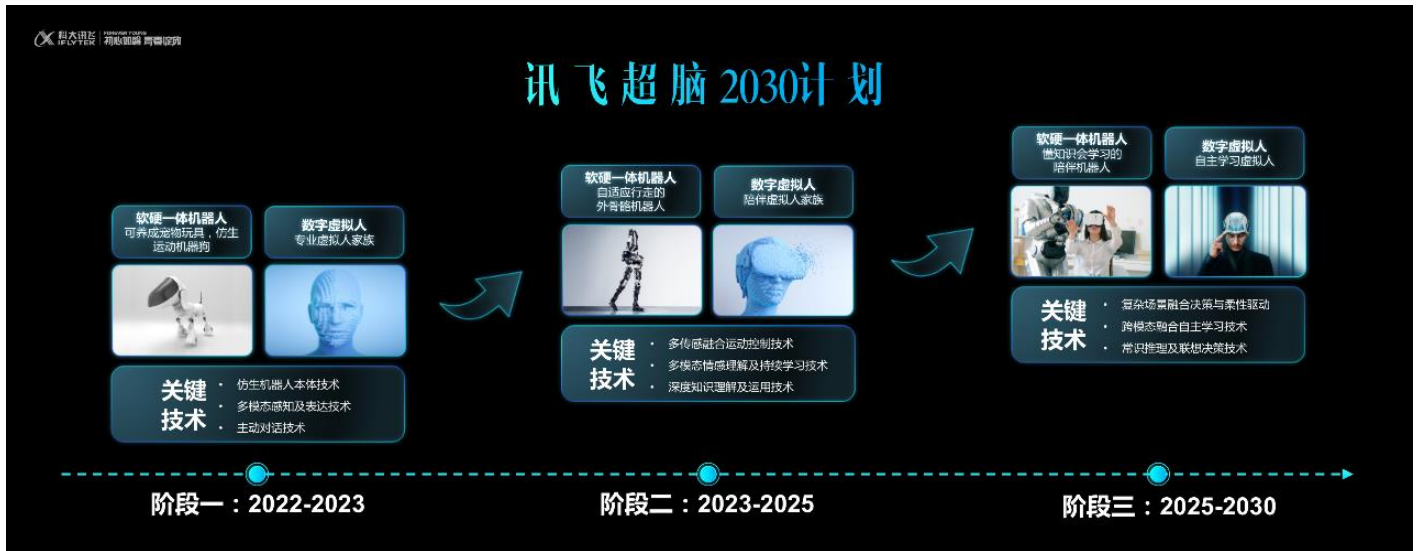 科大讯飞
IFLYTEK
FOREVER YOUNG
讯飞超脑2030计划
软硬一体机器人
可养成宠物玩具，仿生
运动机器狗
数字虚拟人
专业虚拟人家族
关键
技术
· 仿生机器人本体技术
· 多模态感知及表达技术
· 主动对话技术
软硬一体机器人
自适应行走的
外骨骼机器人
数字虚拟人
陪伴虚拟人家族
关键
技术
· 多传感融合运动控制技术
· 多模态情感理解及持续学习技术
· 深度知识理解及运用技术
软硬一体机器人
懂知识会学习的
陪伴机器人
数字虚拟人
自主学习虚拟人
关键
技术
· 复杂场景融合决策与柔性驱动
· 跨模态融合自主学习技术
· 常识推理及联想决策技术
阶段一：2022-2023
阶段二：2023-2025
阶段三：2025-2030